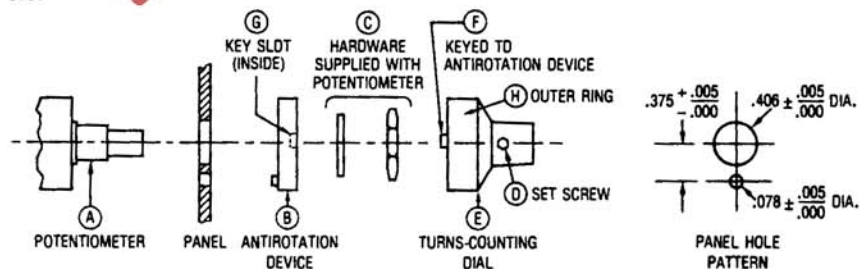 G
KEY SLOT
(INSIDE)
C
HARDWARE
SUPPLIED WITH
POTENTIOMETER
F
KEYED TO
ANTIROTATION DEVICE
H OUTER RING
.375 + .005
- .000
.406 ± .005
.000 DIA.
D SET SCREW
.078 ± .005
.000 DIA.
A
B
E
POTENTIOMETER
PANEL
ANTIROTATION
DEVICE
TURNS-COUNTING
DIAL
PANEL HOLE
PATTERN